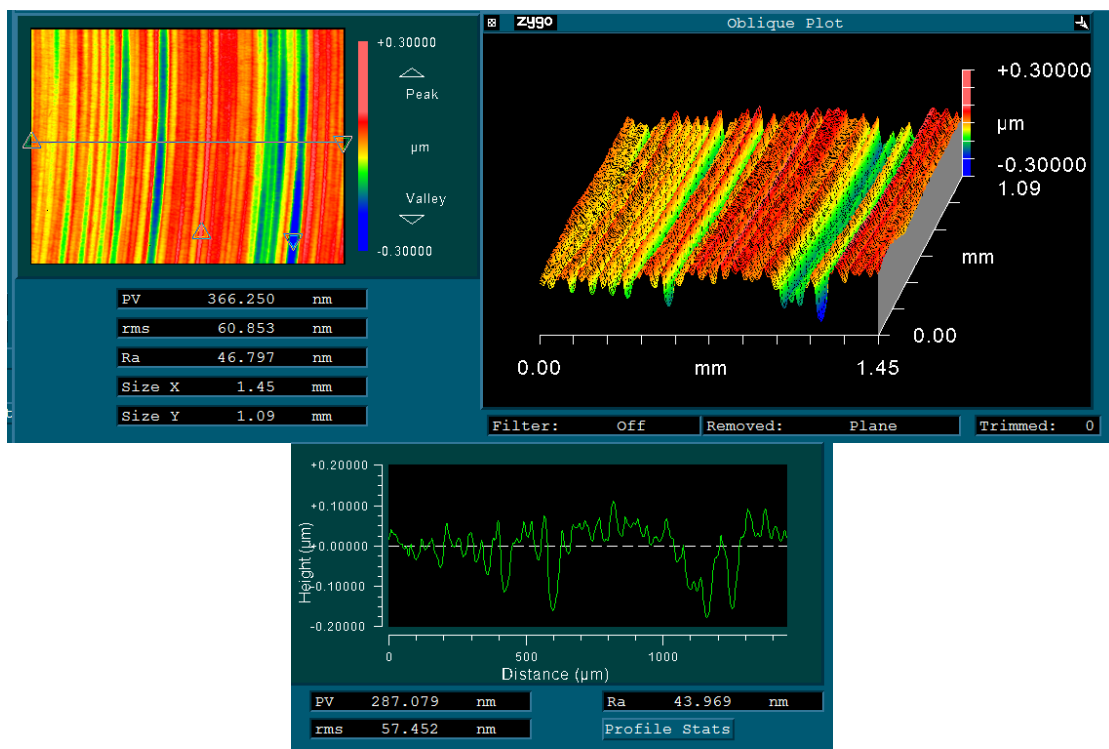 zygo Oblique Plot
+0.30000
Peak
µm
Valley
-0.30000
PV 366.250 nm
rms 60.853 nm
Ra 46.797 nm
Size X 1.45 mm
Size Y 1.09 mm
+0.30000
µm
-0.30000
1.09
mm
0.00
0.00 mm 1.45
Filter: Off Removed: Plane Trimmed: 0
+0.20000
+0.10000
+0.00000
-0.10000
-0.20000
Height (µm)
0 500 1000
Distance (µm)
PV 287.079 nm Ra 43.969 nm
rms 57.452 nm Profile Stats